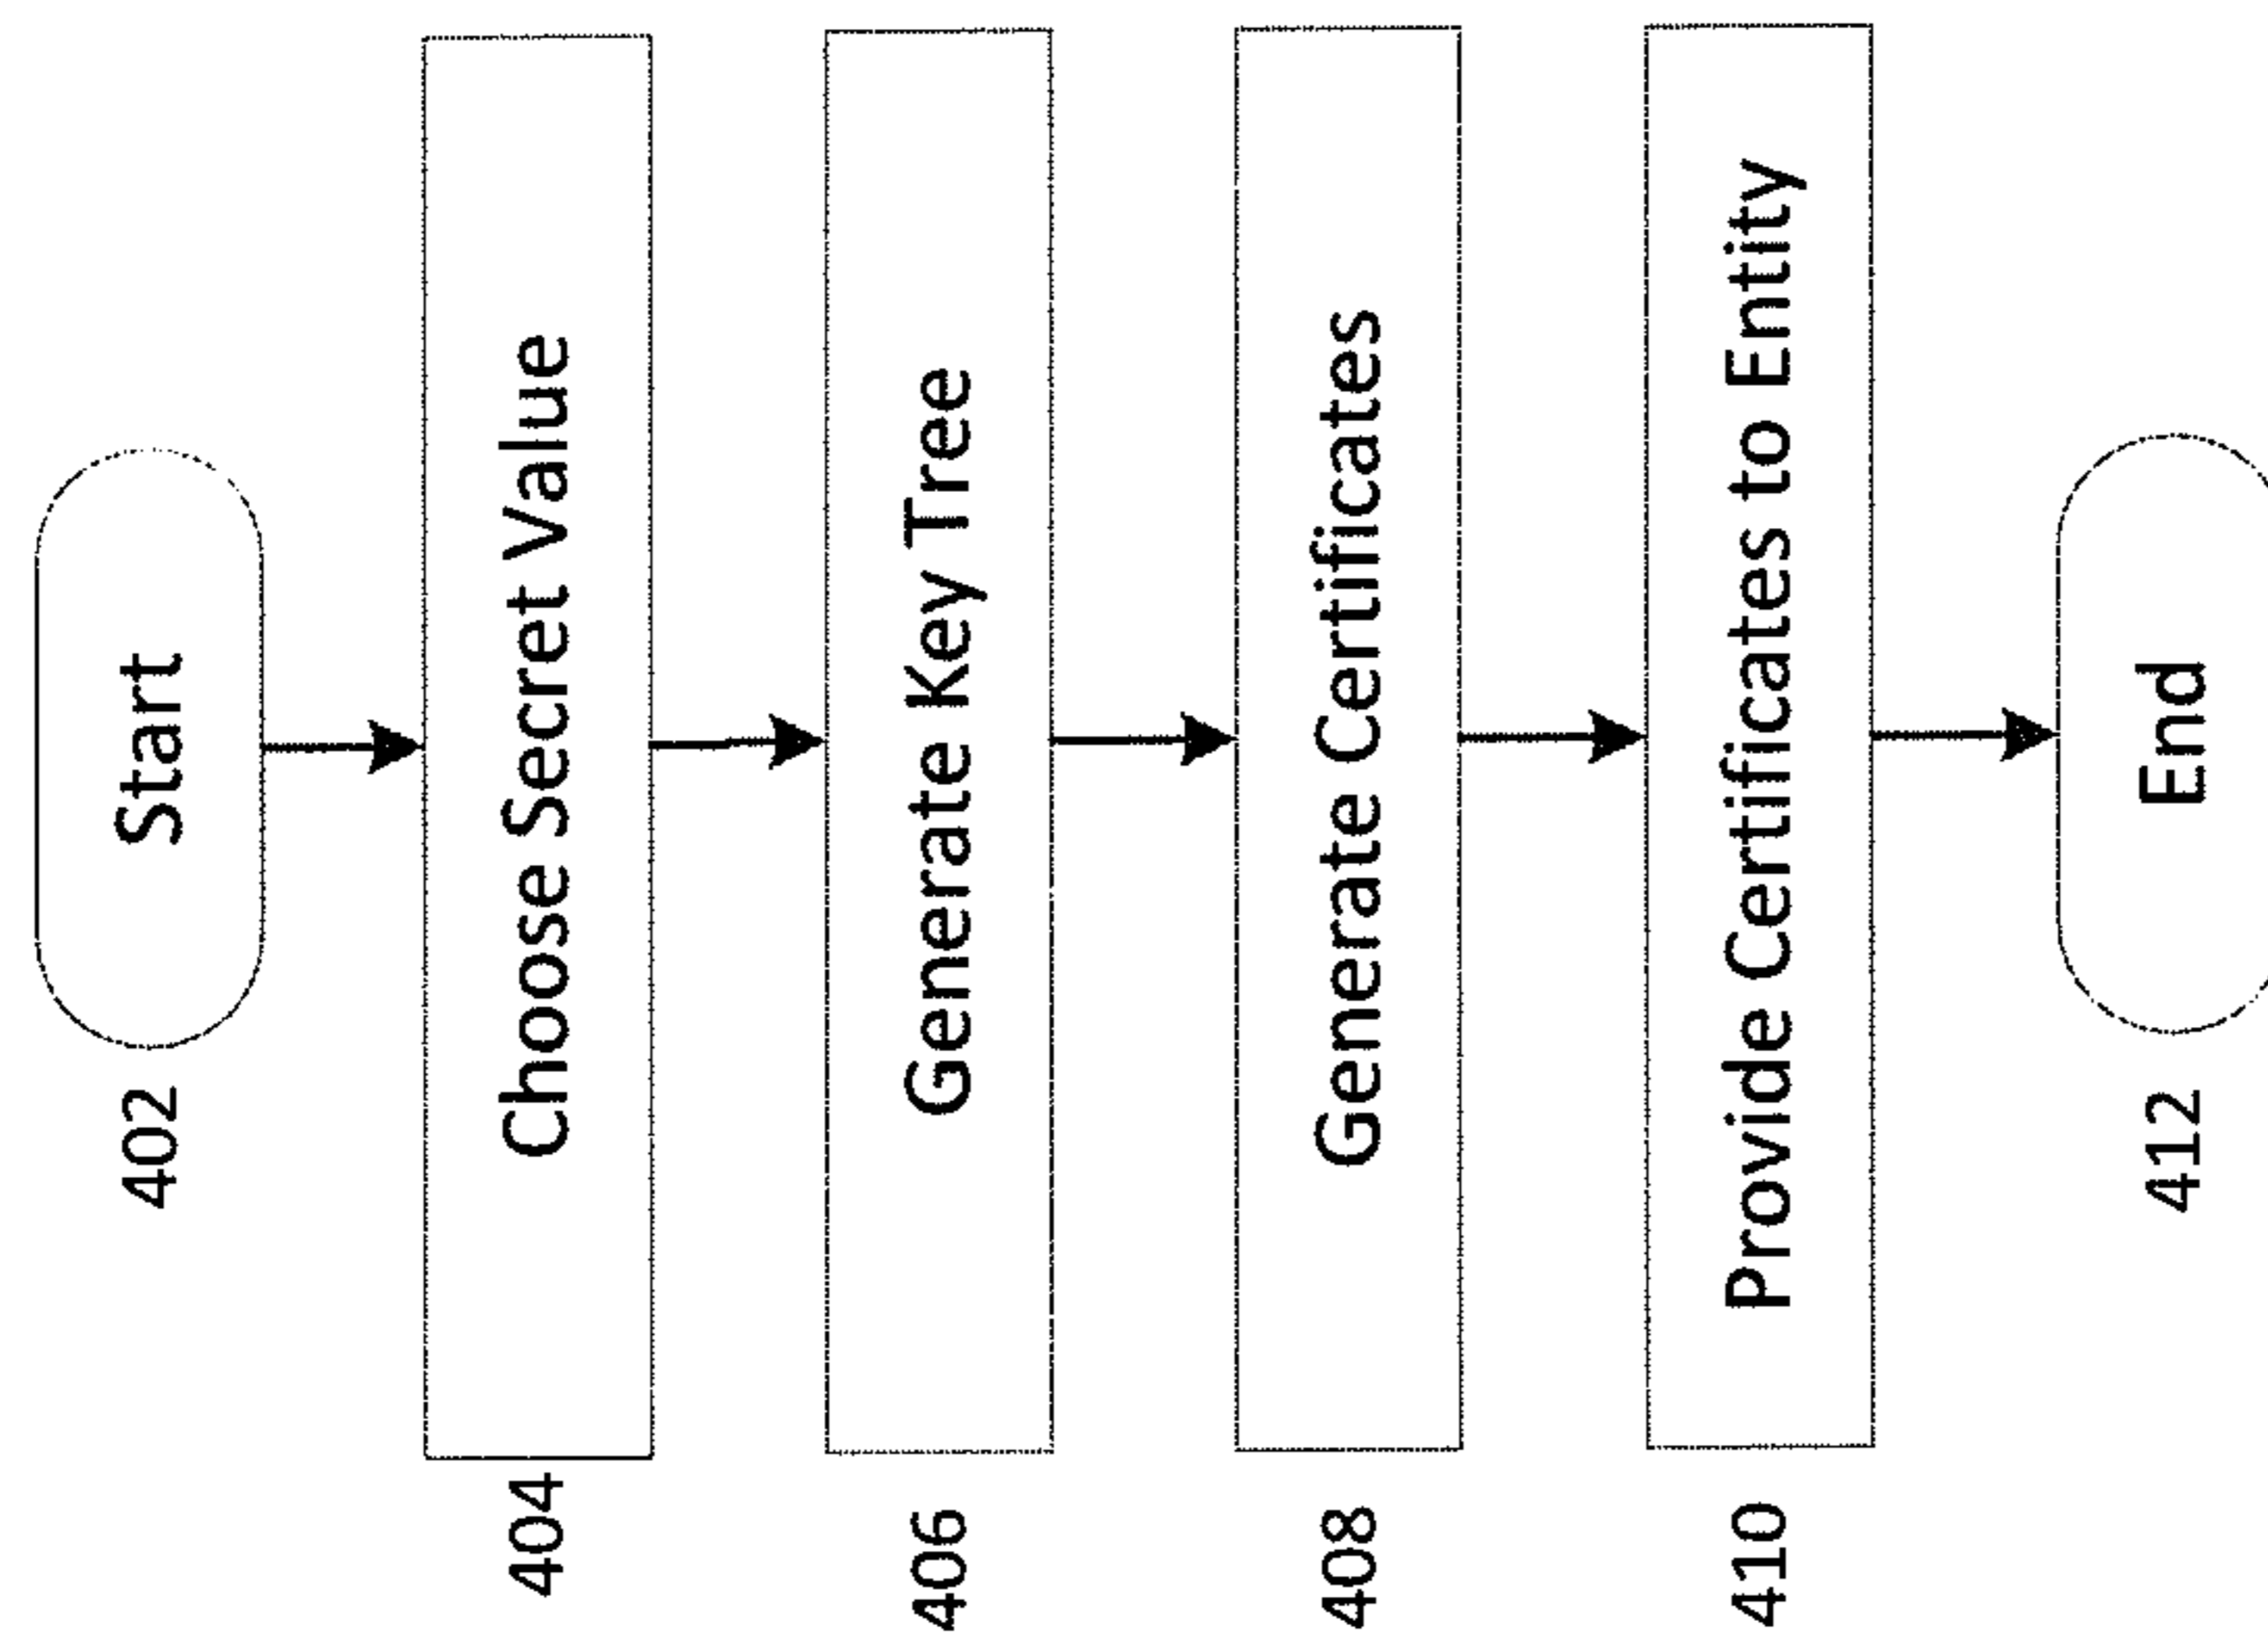 402 Start
404 Choose Secret Value
406 Generate Key Tree
408 Generate Certificates
410 Provide Certificates to Entity
412 End